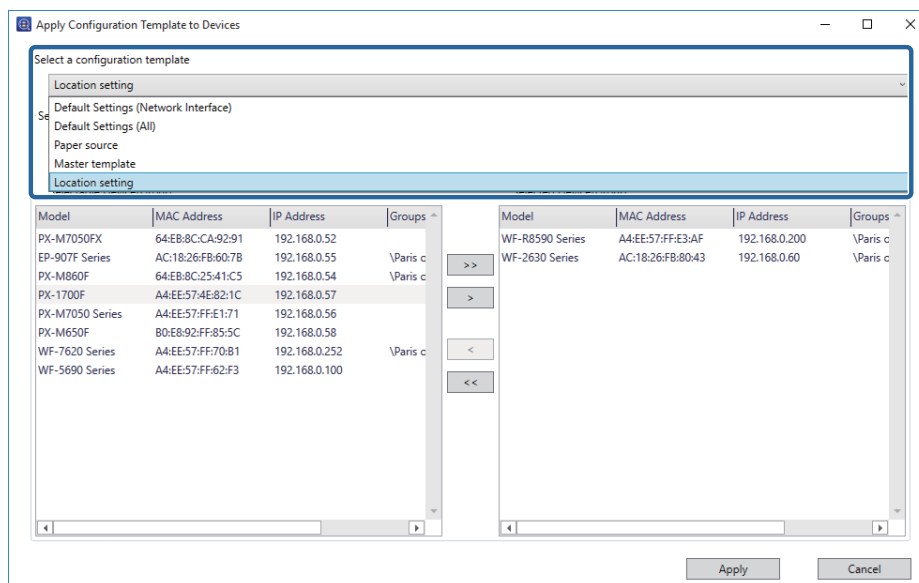 Apply Configuration Template to Devices
Select a configuration template
Location setting
Se
Default Settings (Network Interface)
Default Settings (All)
Paper source
Master template
Location setting
Model MAC Address IP Address Groups
PX-M7050FX 64:EB:8C:CA:92:91 192.168.0.52
EP-907F Series AC:18:26:FB:60:7B 192.168.0.55 \Paris o
PX-M860F 64:EB:8C:25:41:C5 192.168.0.54 \Paris o
PX-1700F A4:EE:57:4E:82:1C 192.168.0.57
PX-M7050 Series A4:EE:57:FF:E1:71 192.168.0.56
PX-M650F B0:E8:92:FF:85:5C 192.168.0.58
WF-7620 Series A4:EE:57:FF:70:B1 192.168.0.252 \Paris o
WF-5690 Series A4:EE:57:FF:62:F3 192.168.0.100
>>
>
<
<<
Model MAC Address IP Address Groups
WF-R8590 Series A4:EE:57:FF:E3:AF 192.168.0.200 \Paris o
WF-2630 Series AC:18:26:FB:80:43 192.168.0.60 \Paris o
Apply Cancel